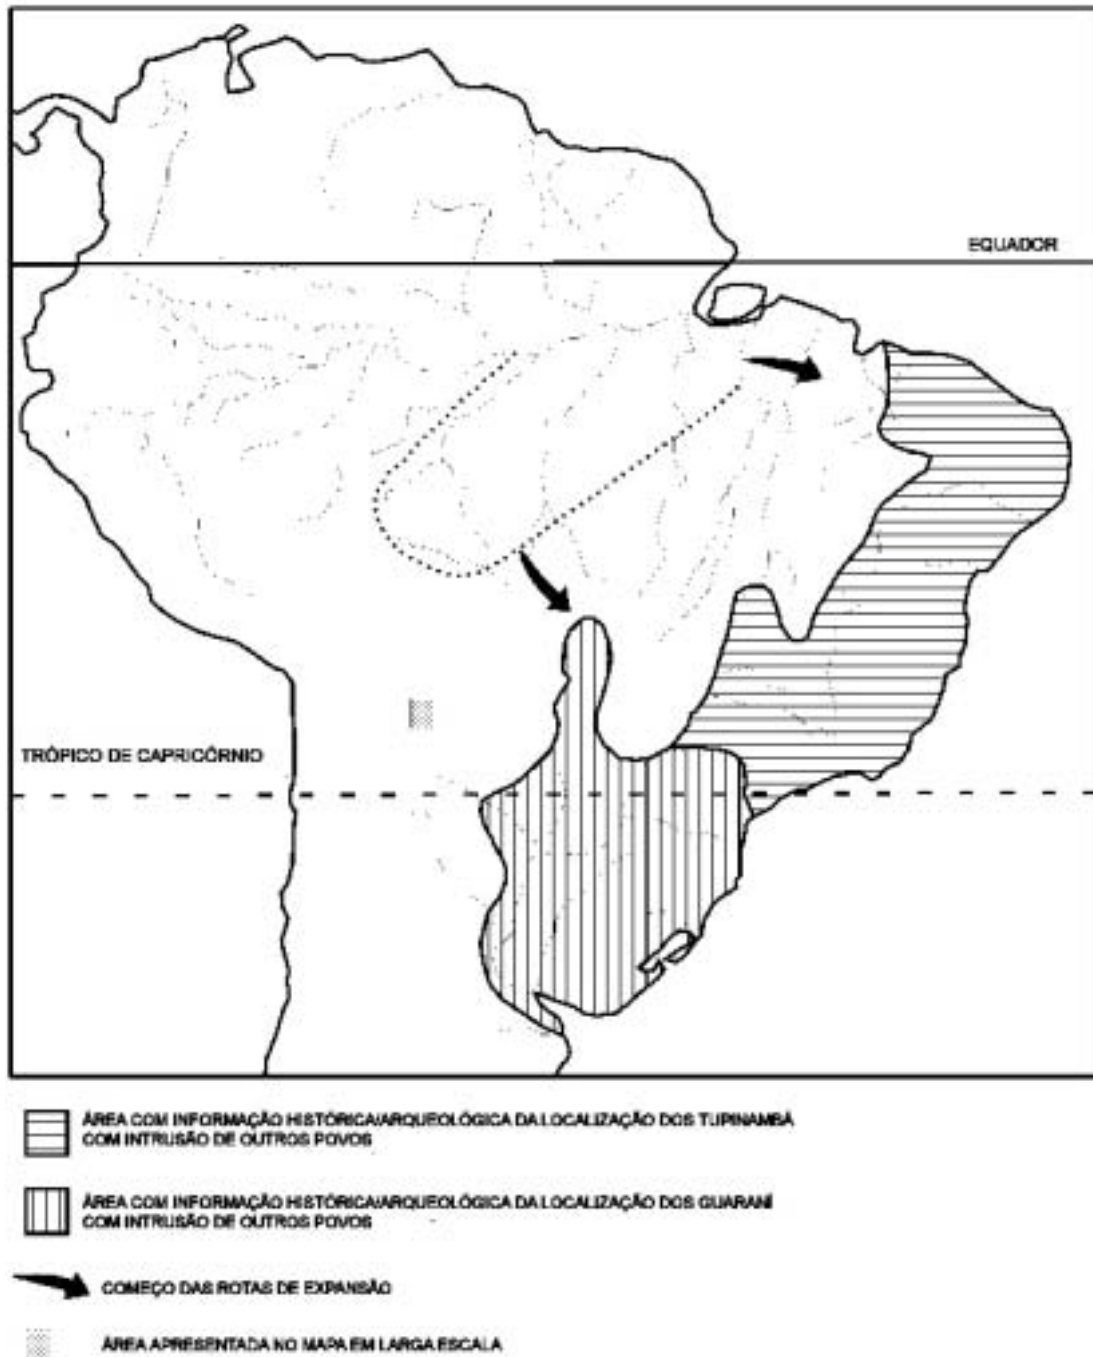 EQUADOR
TRÓPICO DE CAPRICÓRNIO
ÁREA COM INFORMAÇÃO HISTÓRICA/ARQUEOLÓGICA DA LOCALIZAÇÃO DOS TUPINAMBÁ
COM INTRUSÃO DE OUTROS POVOS
ÁREA COM INFORMAÇÃO HISTÓRICA/ARQUEOLÓGICA DA LOCALIZAÇÃO DOS GUARANÍ
COM INTRUSÃO DE OUTROS POVOS
COMEÇO DAS ROTAS DE EXPANSÃO
ÁREA APRESENTADA NO MAPA EM LARGA ESCALA